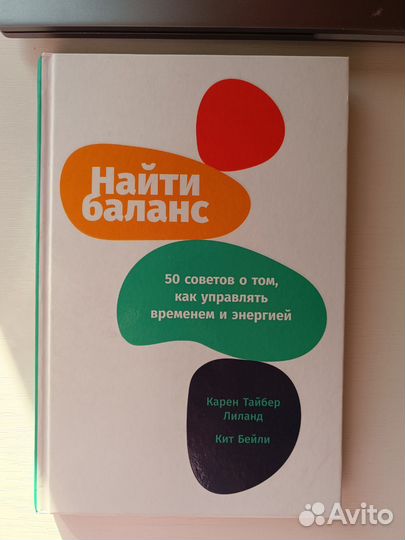 Найти
баланс
50 советов о том,
как управлять
временем и энергией
Карен Тайбер
Лиланд
Кит Бейли
Avito